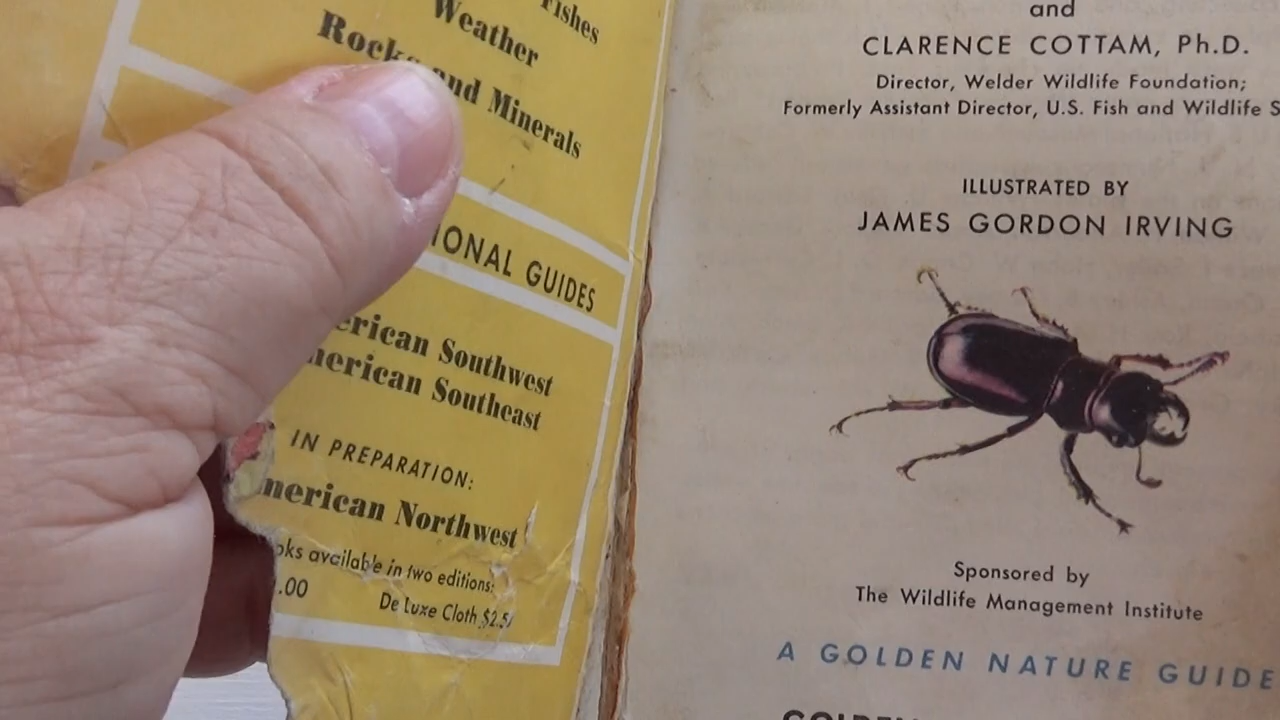 Fishes
Weather
Rocks and Minerals
IONAL GUIDES
erican Southwest
merican Southeast
IN PREPARATION:
merican Northwest
oks available in two editions:
.00 De Luxe Cloth $2.5
and
CLARENCE COTTAM, Ph.D.
Director, Welder Wildlife Foundation;
Formerly Assistant Director, U.S. Fish and Wildlife S
ILLUSTRATED BY
JAMES GORDON IRVING
Sponsored by
The Wildlife Management Institute
A GOLDEN NATURE GUIDE
GOLDEN